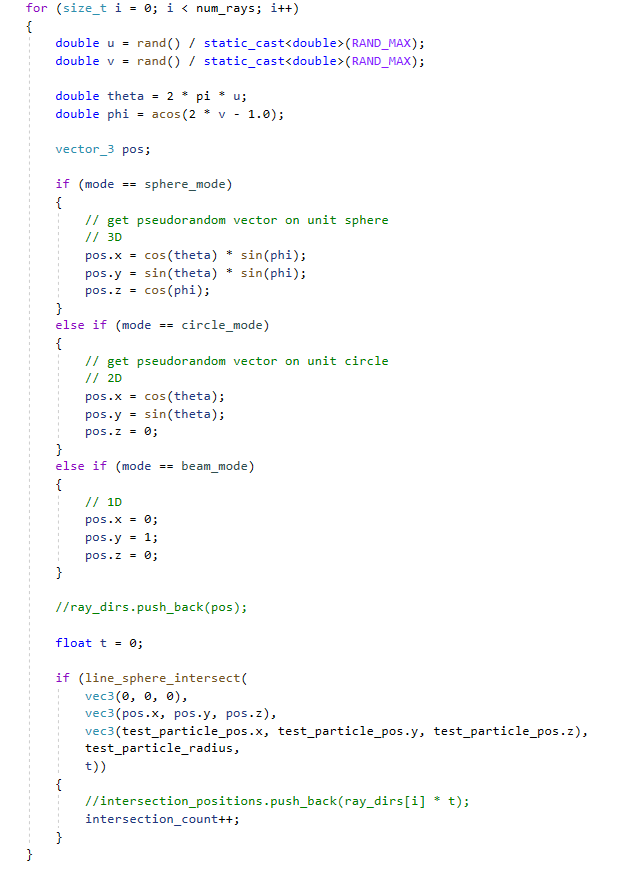 for (size_t i = 0; i < num_rays; i++)
{
    double u = rand() / static_cast<double>(RAND_MAX);
    double v = rand() / static_cast<double>(RAND_MAX);

    double theta = 2 * pi * u;
    double phi = acos(2 * v - 1.0);

    vector_3 pos;

    if (mode == sphere_mode)
    {
        // get pseudorandom vector on unit sphere
        // 3D
        pos.x = cos(theta) * sin(phi);
        pos.y = sin(theta) * sin(phi);
        pos.z = cos(phi);
    }
    else if (mode == circle_mode)
    {
        // get pseudorandom vector on unit circle
        // 2D
        pos.x = cos(theta);
        pos.y = sin(theta);
        pos.z = 0;
    }
    else if (mode == beam_mode)
    {
        // 1D
        pos.x = 0;
        pos.y = 1;
        pos.z = 0;
    }

    //ray_dirs.push_back(pos);

    float t = 0;

    if (line_sphere_intersect(
        vec3(0, 0, 0),
        vec3(pos.x, pos.y, pos.z),
        vec3(test_particle_pos.x, test_particle_pos.y, test_particle_pos.z),
        test_particle_radius,
        t))
    {
        //intersection_positions.push_back(ray_dirs[i] * t);
        intersection_count++;
    }
}